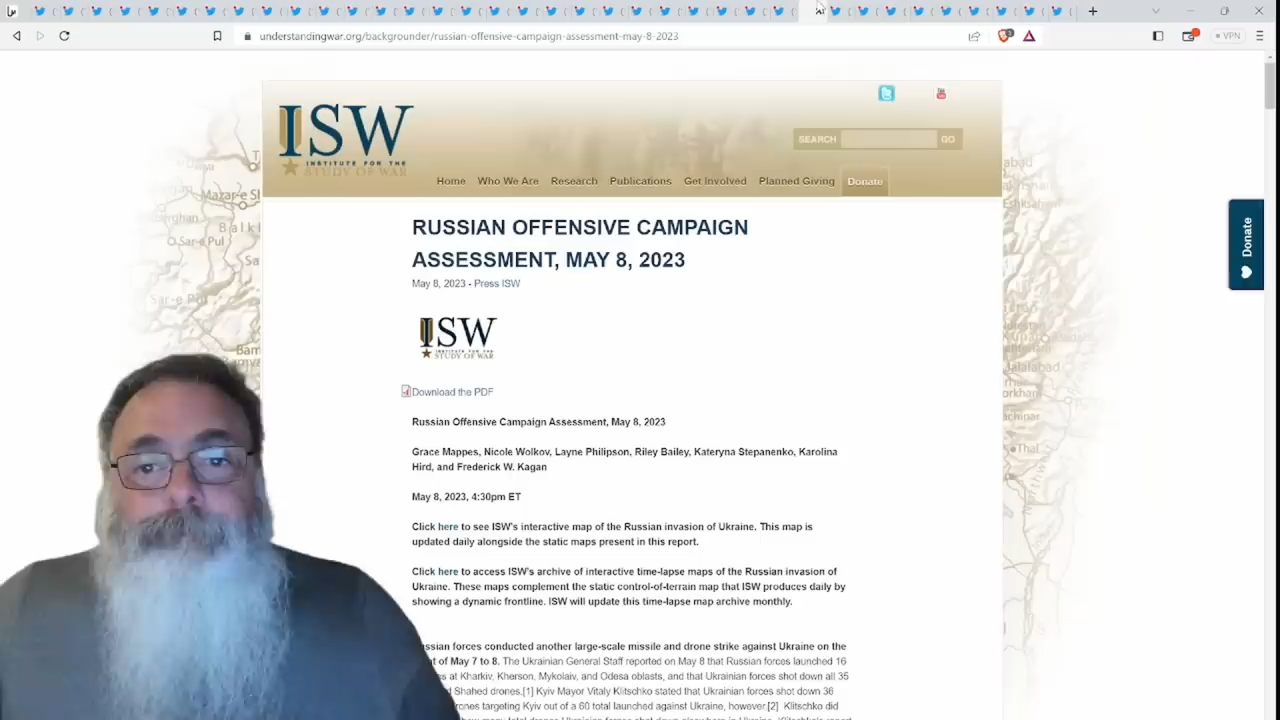 understandingwar.org/backgrounder/russian-offensive-campaign-assessment-may-8-2023
VPN
ISW
INSTITUTE FOR THE
STUDY OF WAR
SEARCH
GO
Home
Who We Are
Research
Publications
Get Involved
Planned Giving
Donate
RUSSIAN OFFENSIVE CAMPAIGN
ASSESSMENT, MAY 8, 2023
May 8, 2023 - Press ISW
ISW
INSTITUTE FOR THE
STUDY OF WAR
Download the PDF
Russian Offensive Campaign Assessment, May 8, 2023
Grace Mappes, Nicole Wolkov, Layne Philipson, Riley Bailey, Kateryna Stepanenko, Karolina
Hird, and Frederick W. Kagan
May 8, 2023, 4:30pm ET
Click here to see ISW's interactive map of the Russian invasion of Ukraine. This map is
updated daily alongside the static maps present in this report.
Click here to access ISW's archive of interactive time-lapse maps of the Russian invasion of
Ukraine. These maps complement the static control-of-terrain map that ISW produces daily by
showing a dynamic frontline. ISW will update this time-lapse map archive monthly.
forces conducted another large-scale missile and drone strike against Ukraine on the
of May 7 to 8. The Ukrainian General Staff reported on May 8 that Russian forces launched 16
at Kharkiv, Kherson, Mykolaiv, and Odesa oblasts, and that Ukrainian forces shot down all 35
Shahed drones.[1] Kyiv Mayor Vitaly Klitschko stated that Ukrainian forces shot down 36
targeting Kyiv out of a 60 total launched against Ukraine, however.[2] Klitschko did
Donate